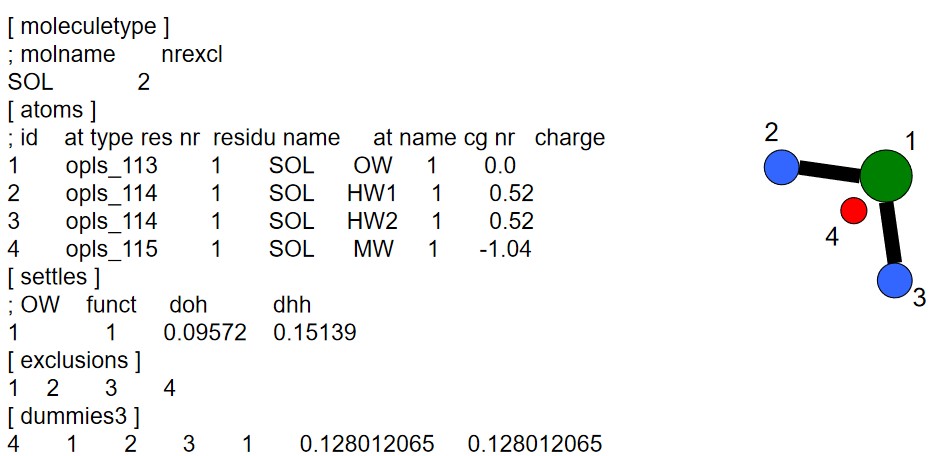 [ moleculetype ]
; molname nrexcl
SOL 2
[ atoms ]
; id at type res nr residu name at name cg nr charge
1 opls_113 1 SOL OW 1 0.0
2 opls_114 1 SOL HW1 1 0.52
3 opls_114 1 SOL HW2 1 0.52
4 opls_115 1 SOL MW 1 -1.04
[ settles ]
; OW funct doh dhh
1 1 0.09572 0.15139
[ exclusions ]
1 2 3 4
[ dummies3 ]
4 1 2 3 1 0.128012065 0.128012065
2
1
4
3